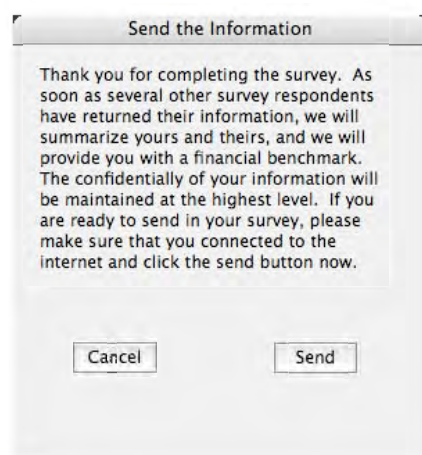 Send the Information
Thank you for completing the survey. As
soon as several other survey respondents
have returned their information, we will
summarize yours and theirs, and we will
provide you with a financial benchmark.
The confidentially of your information will
be maintained at the highest level. If you
are ready to send in your survey, please
make sure that you connected to the
internet and click the send button now.
Cancel Send